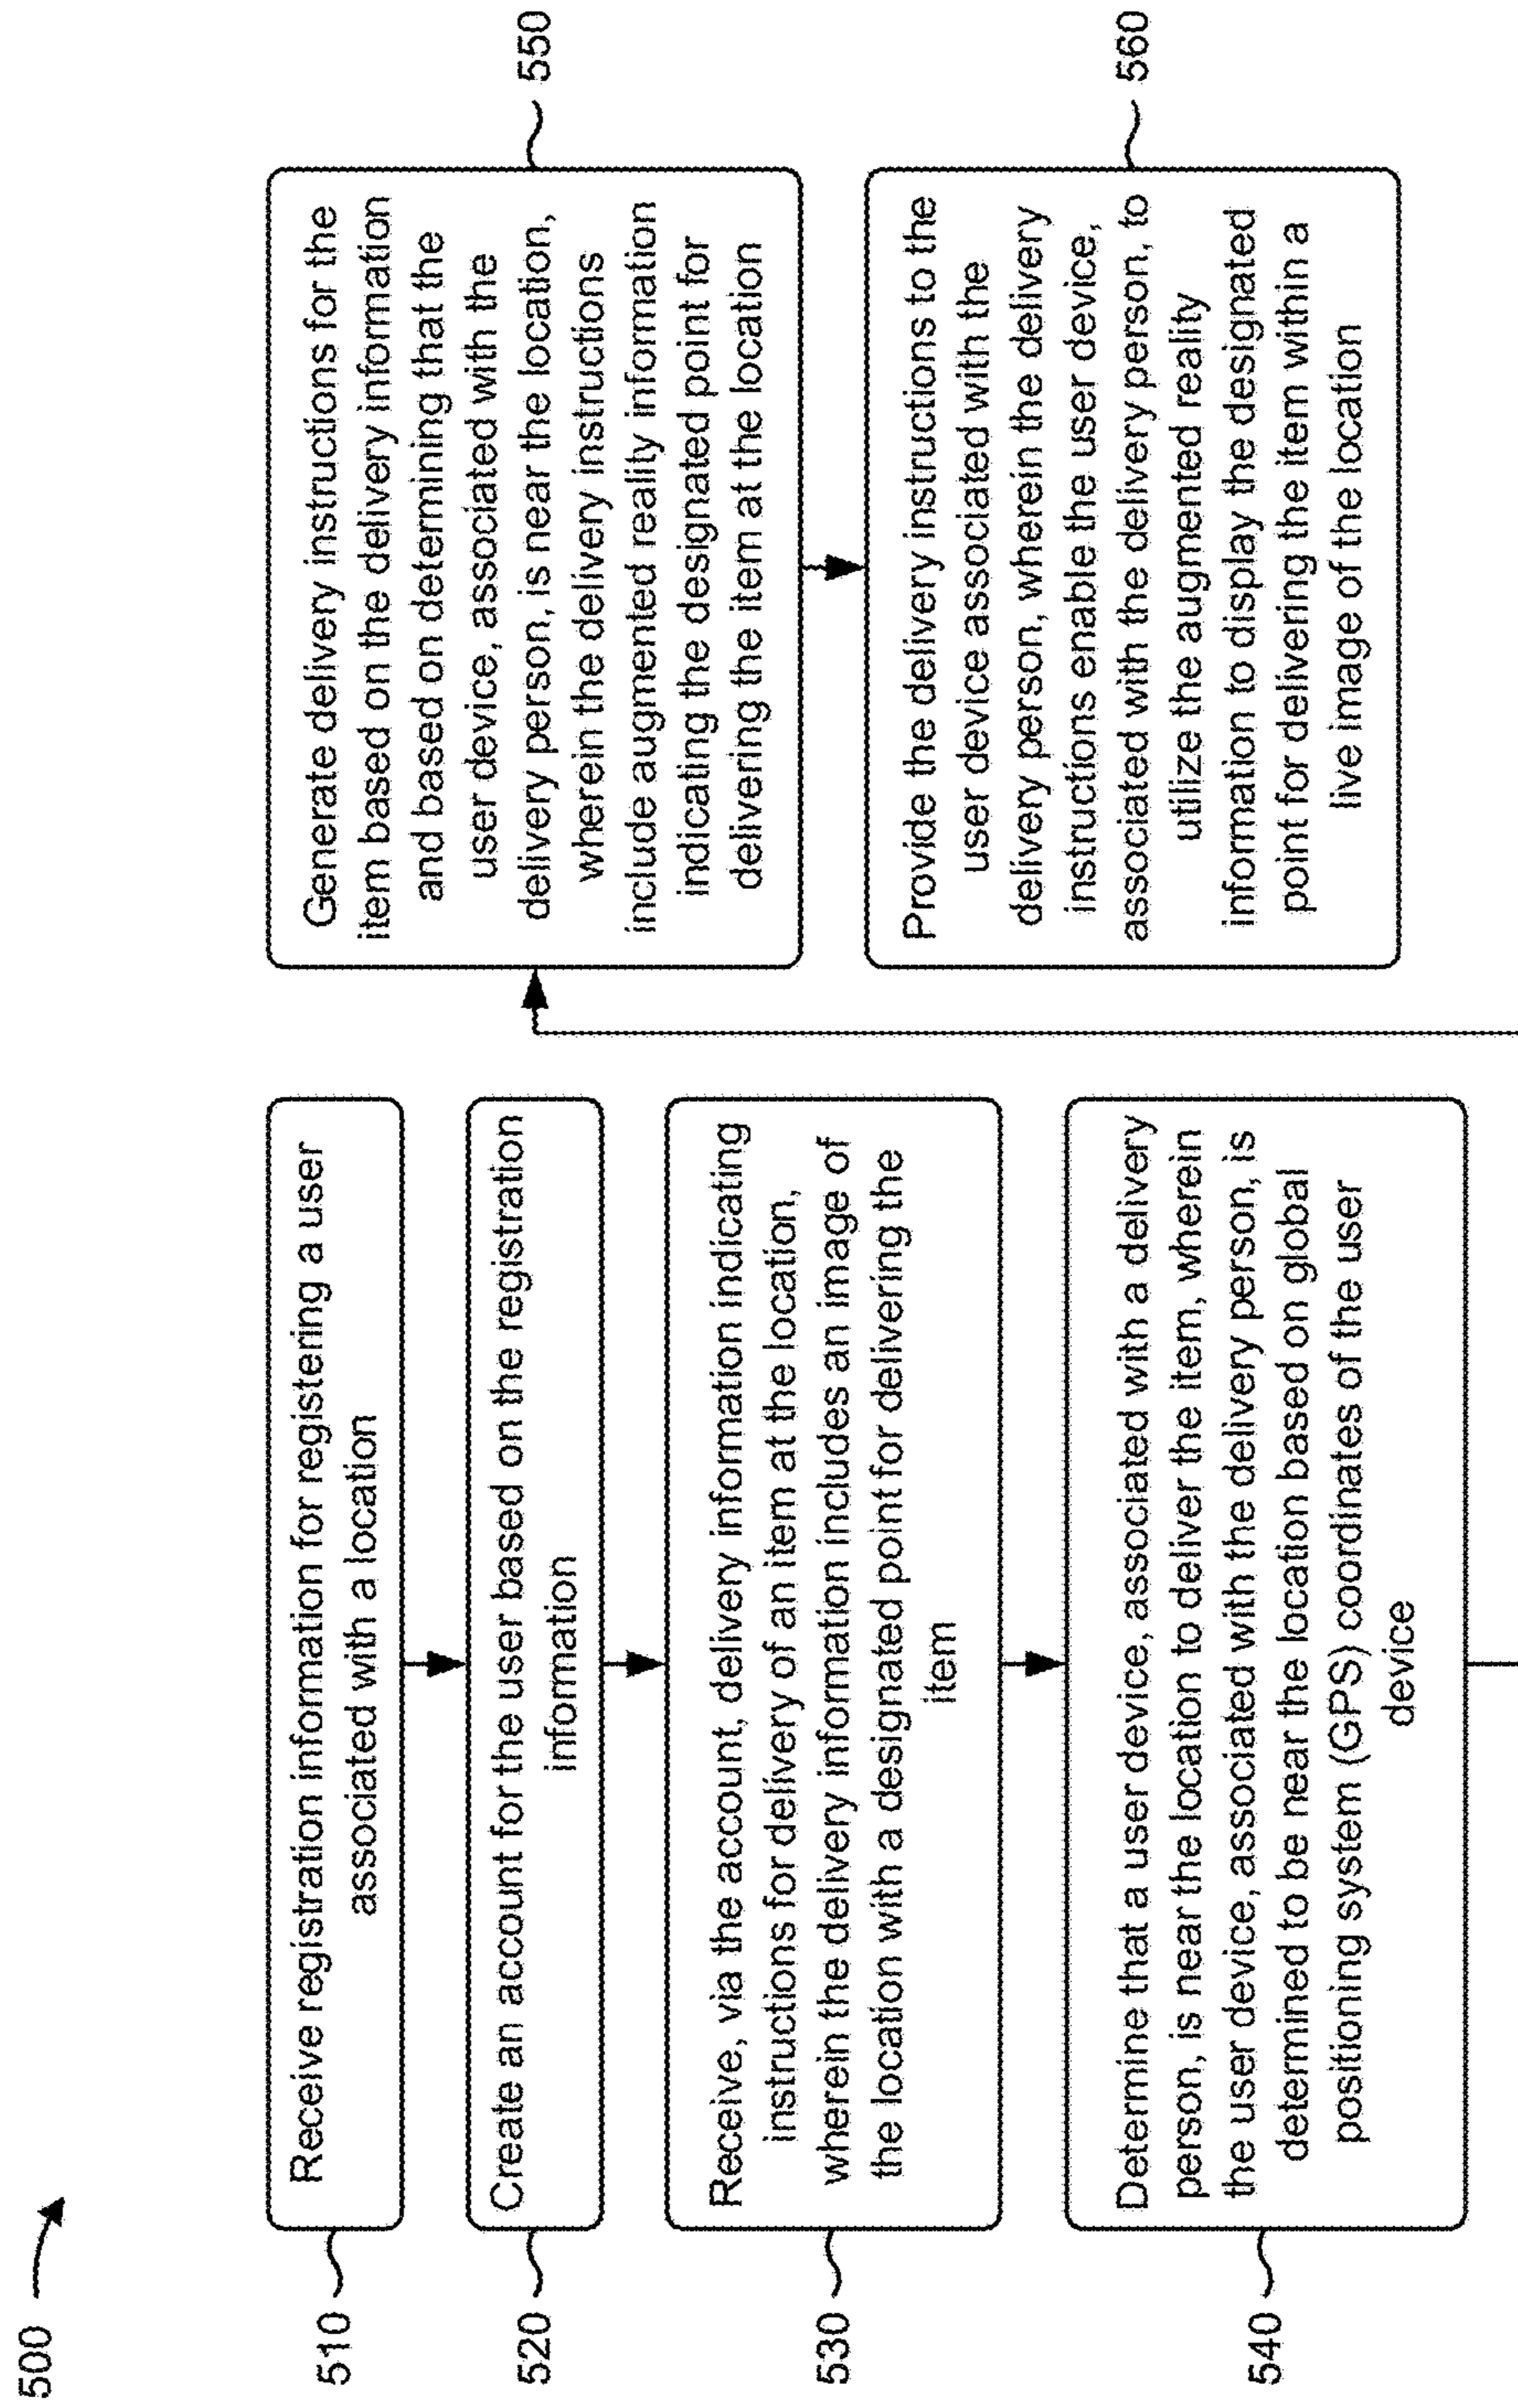 500
510
Receive registration information for registering a user
associated with a location
520
Create an account for the user based on the registration
information
530
Receive, via the account, delivery information indicating
instructions for delivery of an item at the location,
wherein the delivery information includes an image of
the location with a designated point for delivering the
item
540
Determine that a user device, associated with a delivery
person, is near the location to deliver the item, wherein
the user device, associated with the delivery person, is
determined to be near the location based on global
positioning system (GPS) coordinates of the user
device
550
Generate delivery instructions for the
item based on the delivery information
and based on determining that the
user device, associated with the
delivery person, is near the location,
wherein the delivery instructions
include augmented reality information
indicating the designated point for
delivering the item at the location
560
Provide the delivery instructions to the
user device associated with the
delivery person, wherein the delivery
instructions enable the user device,
associated with the delivery person, to
utilize the augmented reality
information to display the designated
point for delivering the item within a
live image of the location